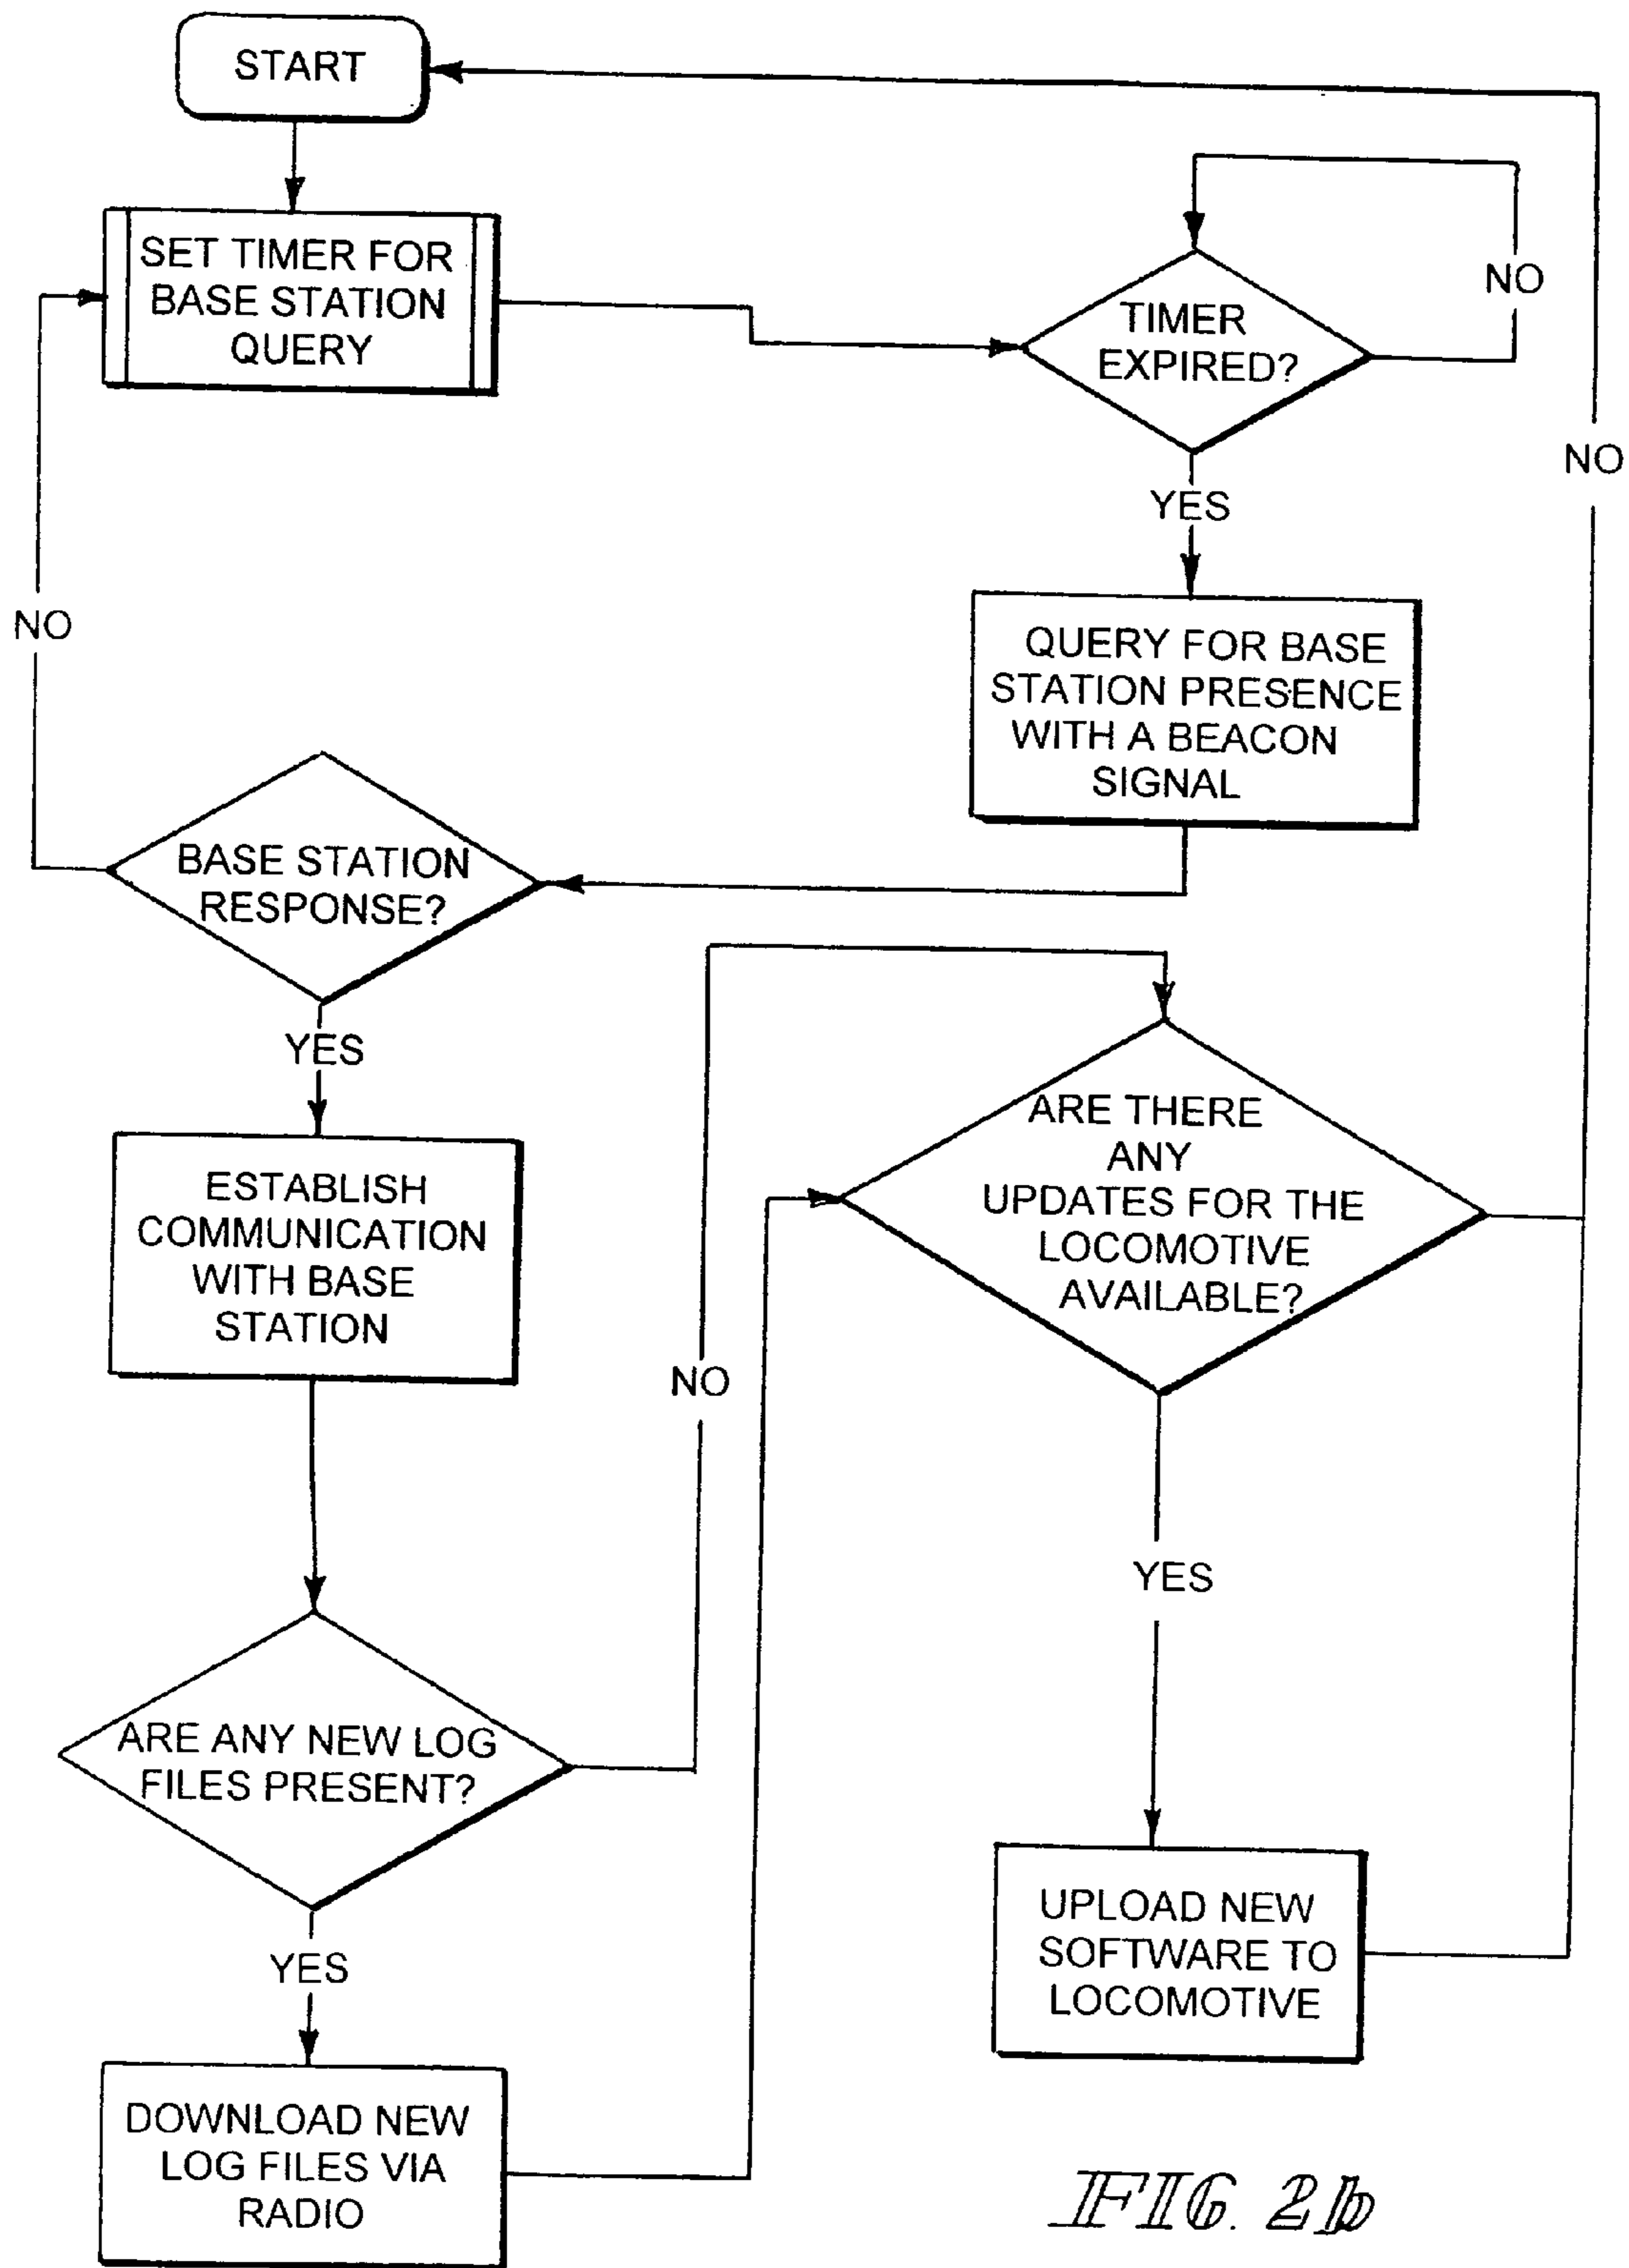 START
SET TIMER FOR
BASE STATION
QUERY
TIMER
EXPIRED?
NO
NO
YES
QUERY FOR BASE
STATION PRESENCE
WITH A BEACON
SIGNAL
NO
BASE STATION
RESPONSE?
YES
ESTABLISH
COMMUNICATION
WITH BASE
STATION
ARE THERE
ANY
UPDATES FOR THE
LOCOMOTIVE
AVAILABLE?
NO
YES
ARE ANY NEW LOG
FILES PRESENT?
YES
UPLOAD NEW
SOFTWARE TO
LOCOMOTIVE
DOWNLOAD NEW
LOG FILES VIA
RADIO
FIG. 2b